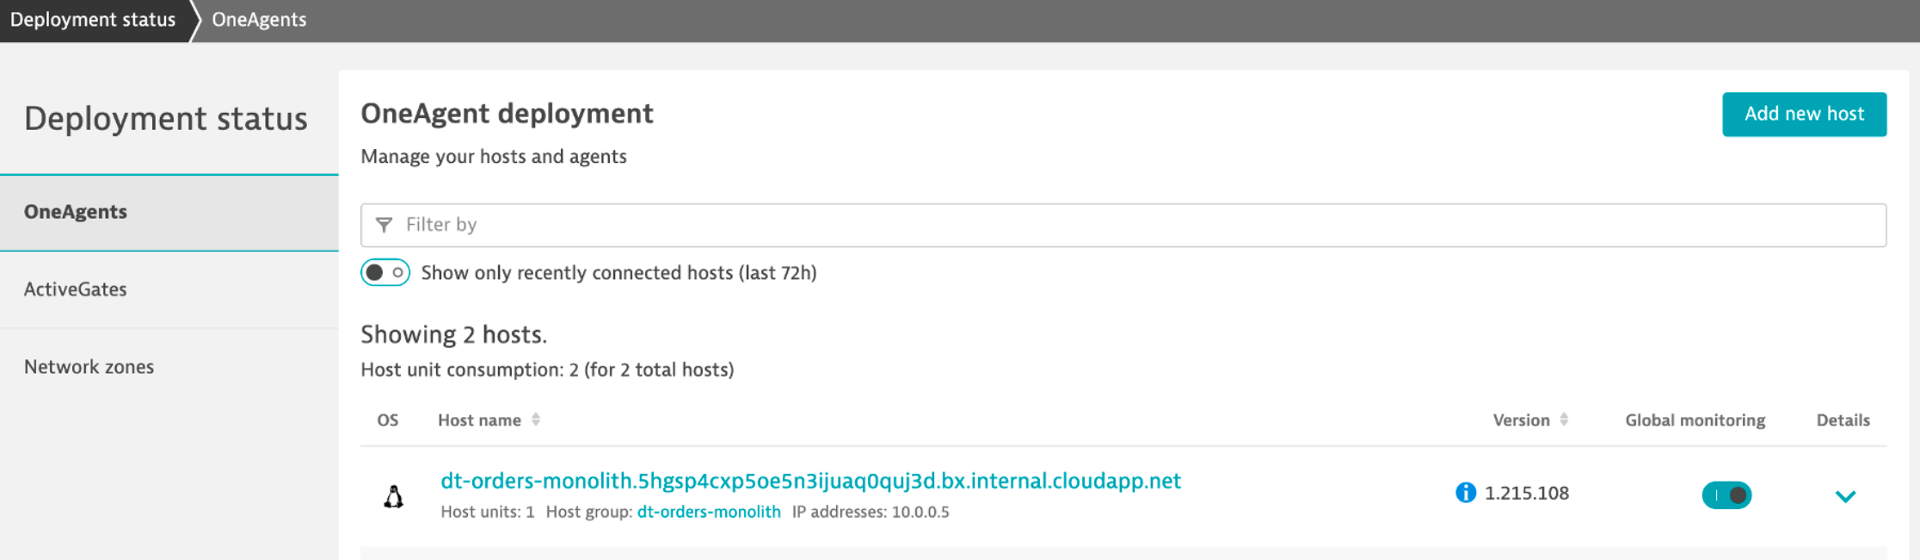 Deployment status
OneAgents
Deployment status
OneAgents
ActiveGates
Network zones
OneAgent deployment
Add new host
Manage your hosts and agents
Filter by
Show only recently connected hosts (last 72h)
Showing 2 hosts.
Host unit consumption: 2 (for 2 total hosts)
OS Host name Version Global monitoring Details
dt-orders-monolith.5hgsp4cxp5oe5n3ijuaq0quj3d.bx.internal.cloudapp.net
1.215.108
Host units: 1 Host group: dt-orders-monolith IP addresses: 10.0.0.5